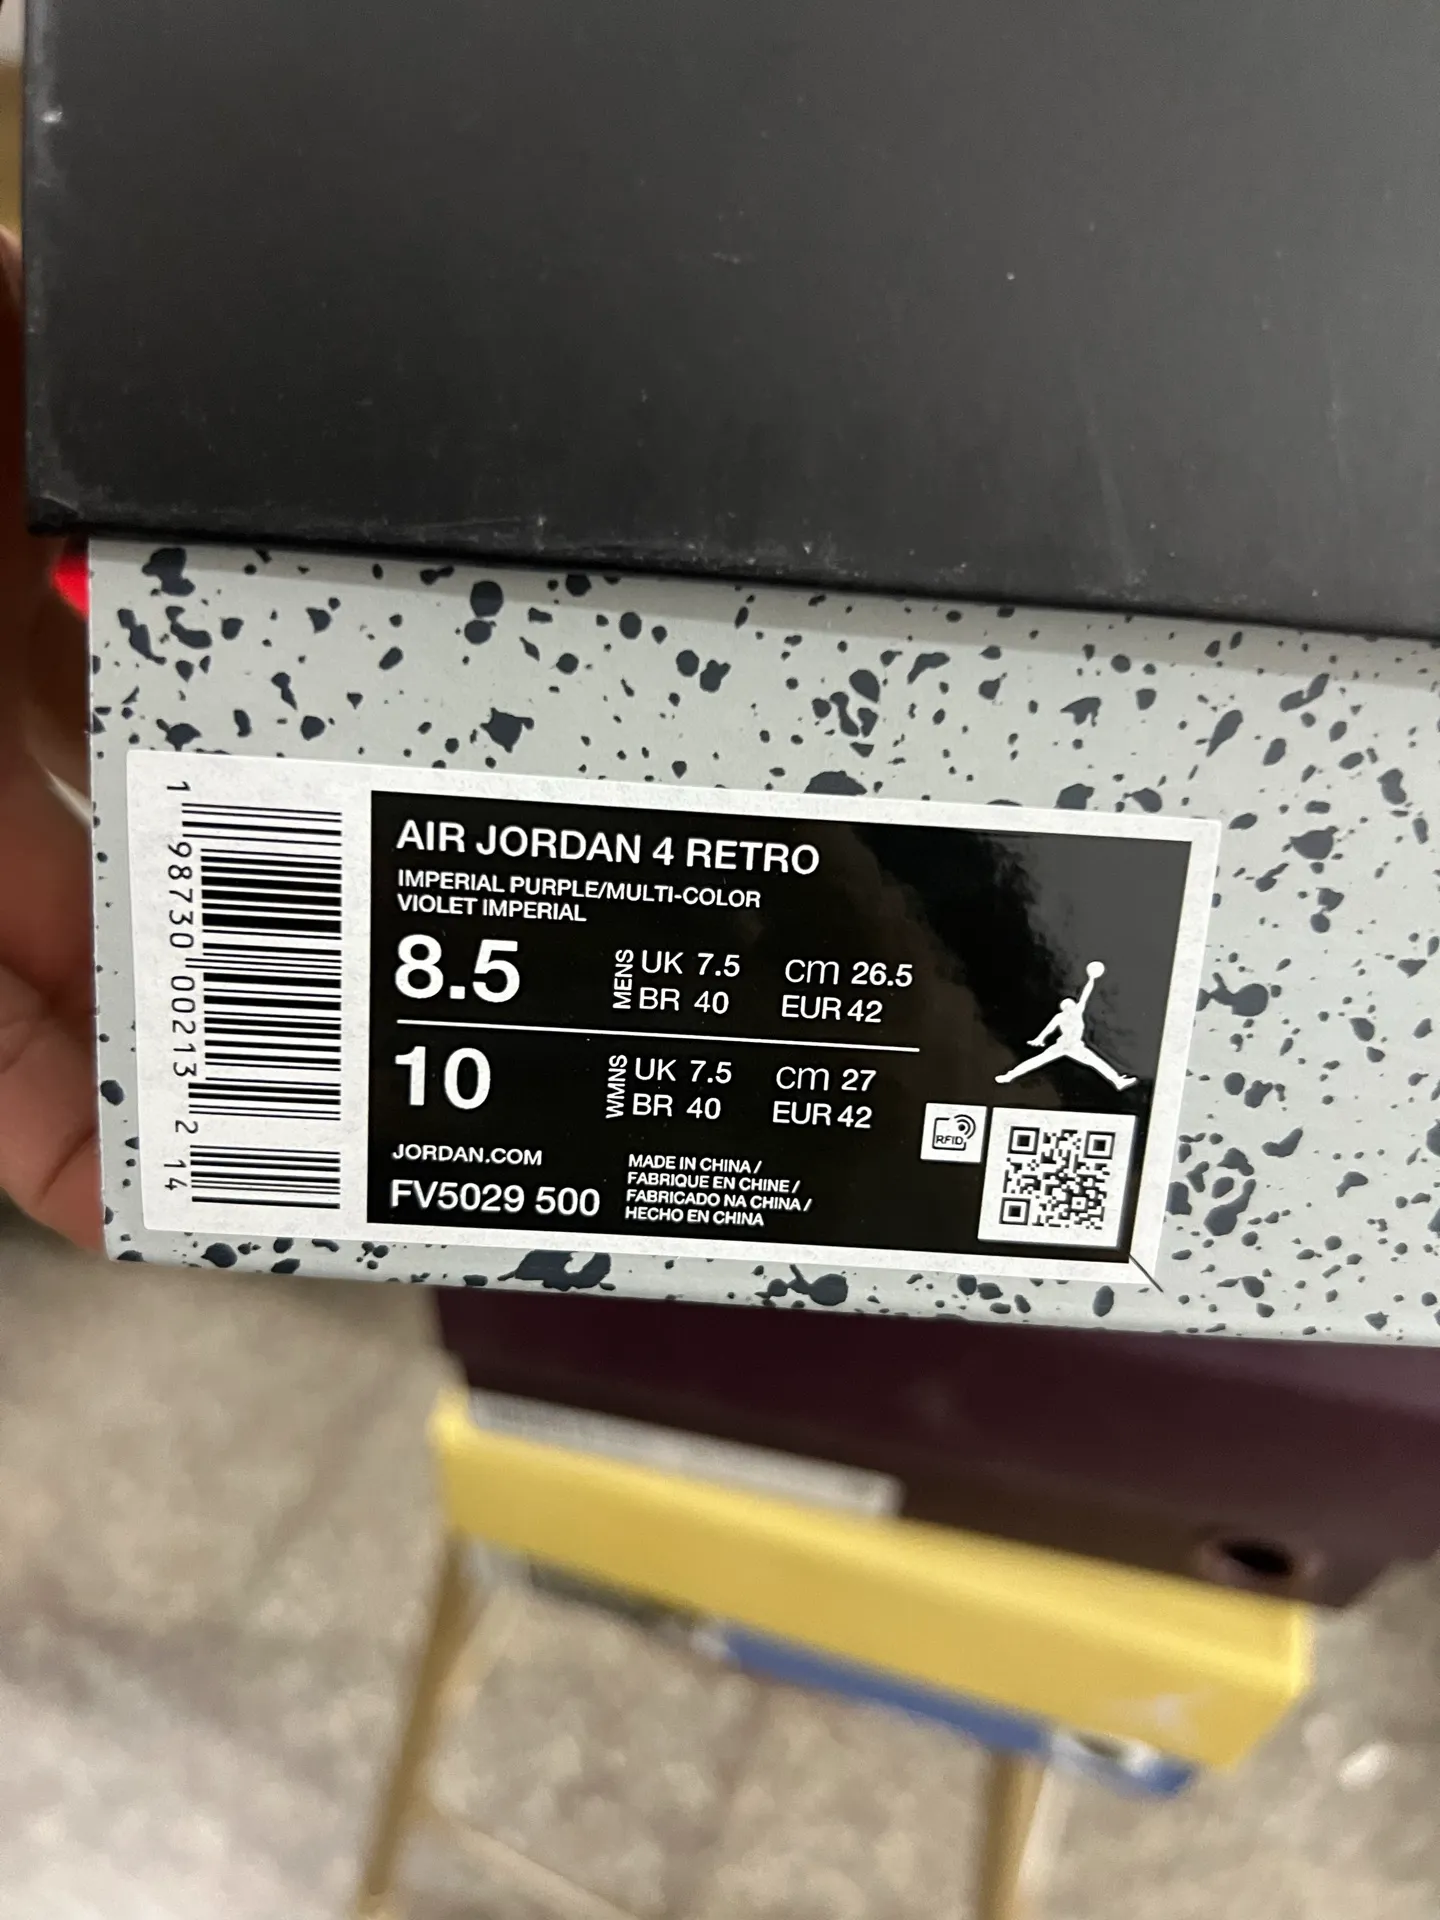 1 98730 00213 2 14
AIR JORDAN 4 RETRO
IMPERIAL PURPLE/MULTI-COLOR
VIOLET IMPERIAL
8.5 MENS UK 7.5 cm 26.5
BR 40 EUR 42
10 WMNS UK 7.5 cm 27
BR 40 EUR 42
JORDAN.COM
FV5029 500
MADE IN CHINA /
FABRIQUE EN CHINE /
FABRICADO NA CHINA /
HECHO EN CHINA
RFID